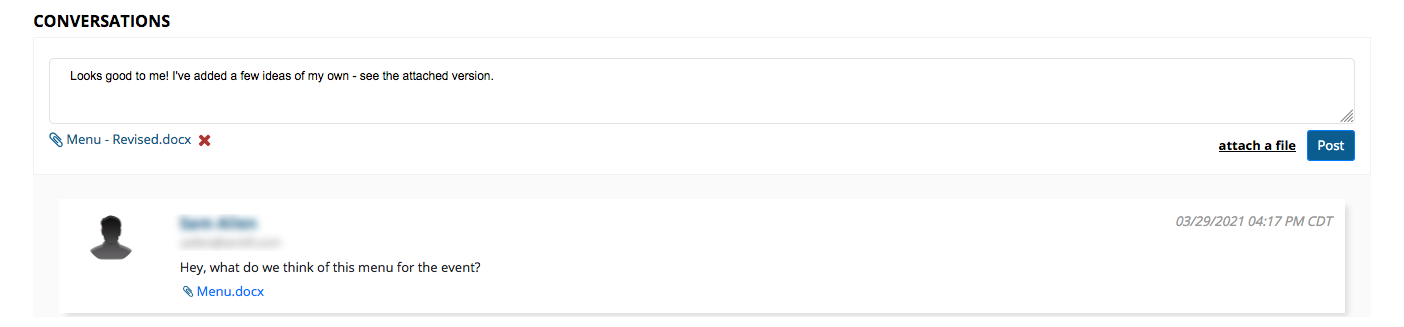 CONVERSATIONS
Looks good to me! I've added a few ideas of my own - see the attached version.
Menu - Revised.docx
attach a file
Post
03/29/2021 04:17 PM CDT
Hey, what do we think of this menu for the event?
Menu.docx